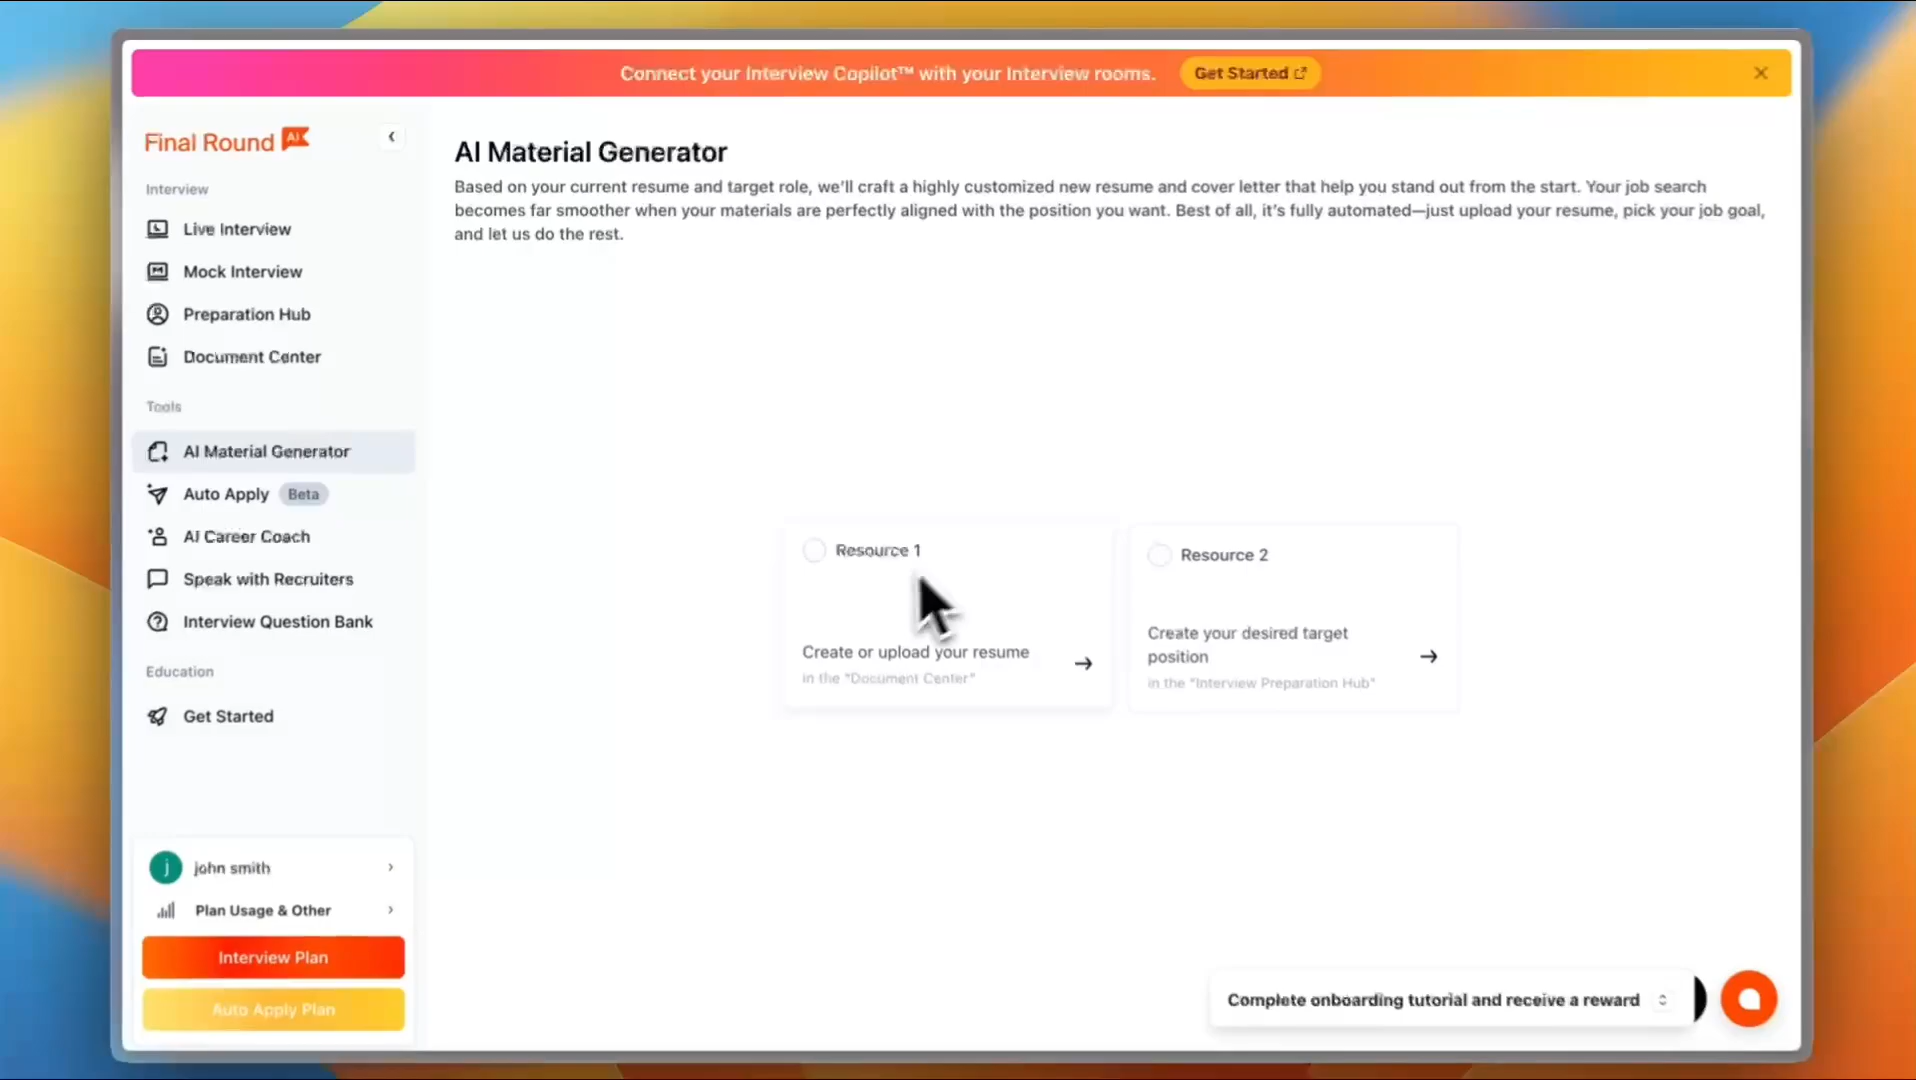 Connect your Interview Copilot™ with your Interview rooms.
Get Started
Final Round AI
Interview
Live Interview
Mock Interview
Preparation Hub
Document Center
Tools
AI Material Generator
Auto Apply Beta
AI Career Coach
Speak with Recruiters
Interview Question Bank
Education
Get Started
j john smith
Plan Usage & Other
Interview Plan
Auto Apply Plan
AI Material Generator
Based on your current resume and target role, we'll craft a highly customized new resume and cover letter that help you stand out from the start. Your job search
becomes far smoother when your materials are perfectly aligned with the position you want. Best of all, it's fully automated—just upload your resume, pick your job goal,
and let us do the rest.
Resource 1
Create or upload your resume
in the "Document Center"
Resource 2
Create your desired target
position
in the "Interview Preparation Hub"
Complete onboarding tutorial and receive a reward